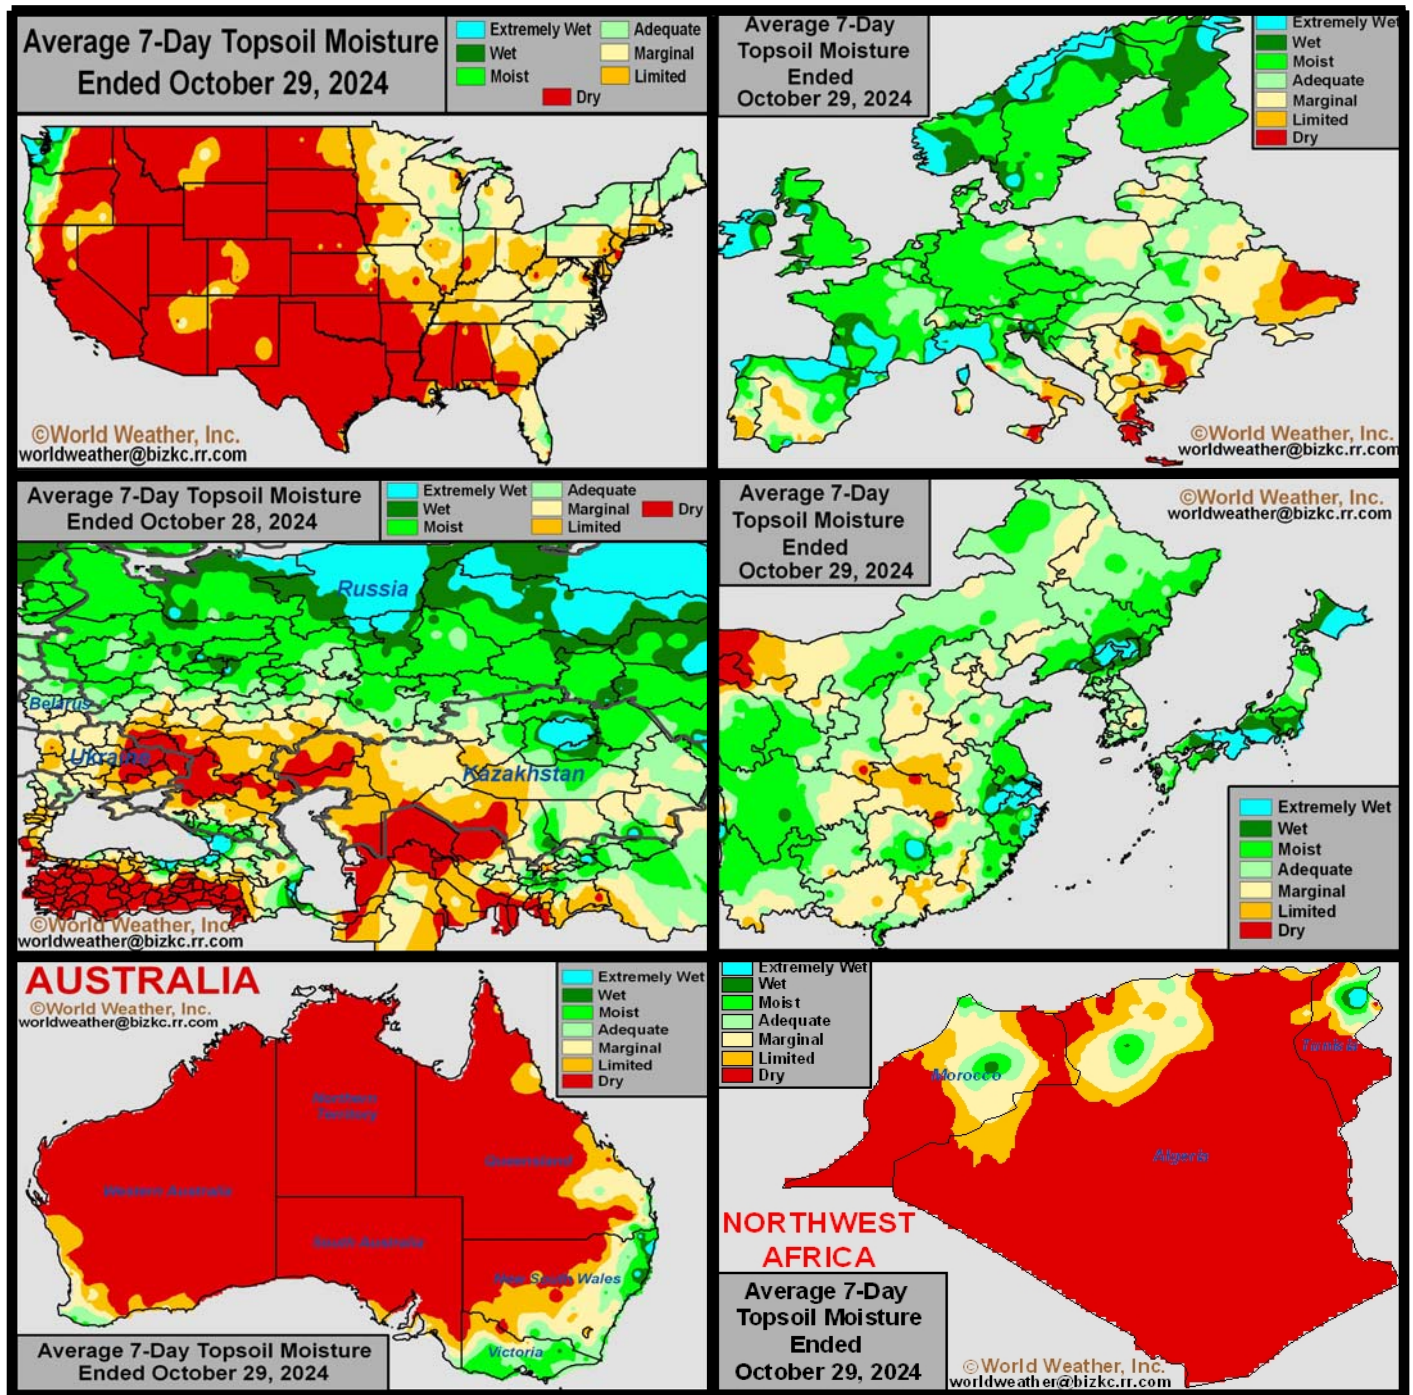 Average 7-Day Topsoil Moisture
Ended October 29, 2024
Extremely Wet
Wet
Moist
Adequate
Marginal
Limited
Dry
©World Weather, Inc.
worldweather@bizkc.rr.com
Average 7-Day
Topsoil Moisture
Ended
October 29, 2024
Extremely Wet
Wet
Moist
Adequate
Marginal
Limited
Dry
©World Weather, Inc.
worldweather@bizkc.rr.com
Average 7-Day Topsoil Moisture
Ended October 28, 2024
Extremely Wet
Wet
Moist
Adequate
Marginal
Limited
Dry
Russia
Belarus
Ukraine
Kazakhstan
©World Weather, Inc.
worldweather@bizkc.rr.com
Average 7-Day
Topsoil Moisture
Ended
October 29, 2024
©World Weather, Inc.
worldweather@bizkc.rr.com
Extremely Wet
Wet
Moist
Adequate
Marginal
Limited
Dry
AUSTRALIA
©World Weather, Inc.
worldweather@bizkc.rr.com
Extremely Wet
Wet
Moist
Adequate
Marginal
Limited
Dry
Northern
Territory
Queensland
Western Australia
South Australia
New South Wales
Victoria
Average 7-Day Topsoil Moisture
Ended October 29, 2024
Extremely Wet
Wet
Moist
Adequate
Marginal
Limited
Dry
Morocco
Tunisia
Algeria
NORTHWEST
AFRICA
Average 7-Day
Topsoil Moisture
Ended
October 29, 2024
©World Weather, Inc.
worldweather@bizkc.rr.com